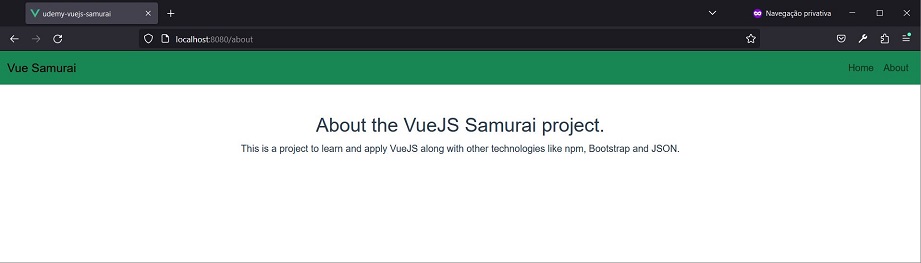 udemy-vuejs-samurai
Navegação privativa
localhost:8080/about
Vue Samurai
Home About
About the VueJS Samurai project.
This is a project to learn and apply VueJS along with other technologies like npm, Bootstrap and JSON.